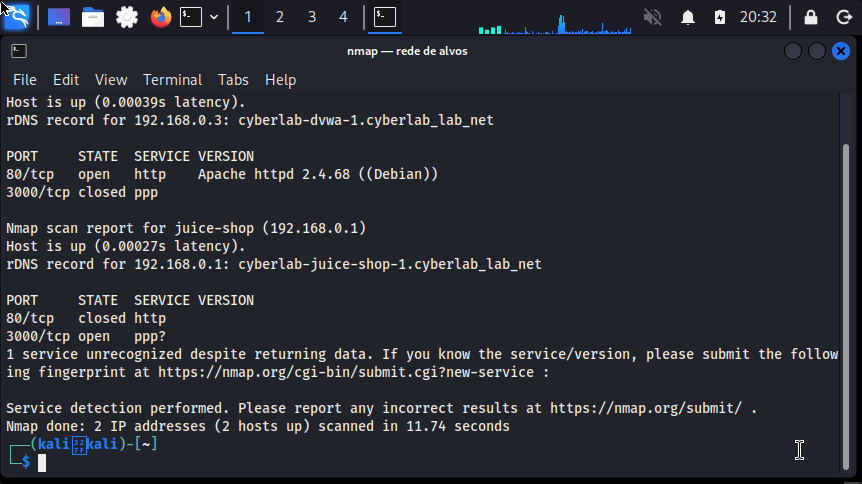 1 2 3 4 20:32
nmap — rede de alvos
File Edit View Terminal Tabs Help
Host is up (0.00039s latency).
rDNS record for 192.168.0.3: cyberlab-dvwa-1.cyberlab_lab_net
PORT STATE SERVICE VERSION
80/tcp open http Apache httpd 2.4.68 ((Debian))
3000/tcp closed ppp
Nmap scan report for juice-shop (192.168.0.1)
Host is up (0.00027s latency).
rDNS record for 192.168.0.1: cyberlab-juice-shop-1.cyberlab_lab_net
PORT STATE SERVICE VERSION
80/tcp closed http
3000/tcp open ppp?
1 service unrecognized despite returning data. If you know the service/version, please submit the follow
ing fingerprint at https://nmap.org/cgi-bin/submit.cgi?new-service :
Service detection performed. Please report any incorrect results at https://nmap.org/submit/ .
Nmap done: 2 IP addresses (2 hosts up) scanned in 11.74 seconds
┌──(kali㉿kali)-[~]
└─$